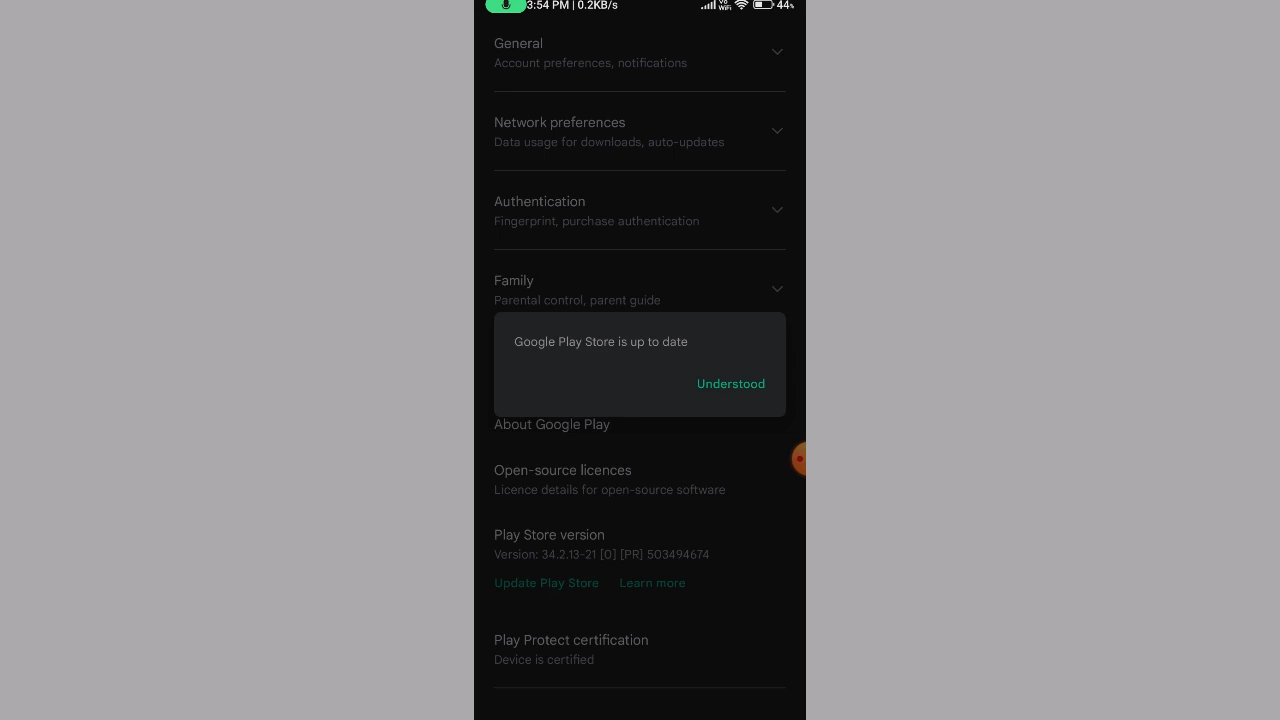 3:54 PM | 0.2KB/s Vo WiFi 44%
General
Account preferences, notifications
Network preferences
Data usage for downloads, auto-updates
Authentication
Fingerprint, purchase authentication
Family
Parental control, parent guide
Google Play Store is up to date
Understood
About Google Play
Open-source licences
Licence details for open-source software
Play Store version
Version: 34.2.13-21 [0] [PR] 503494674
Update Play Store Learn more
Play Protect certification
Device is certified